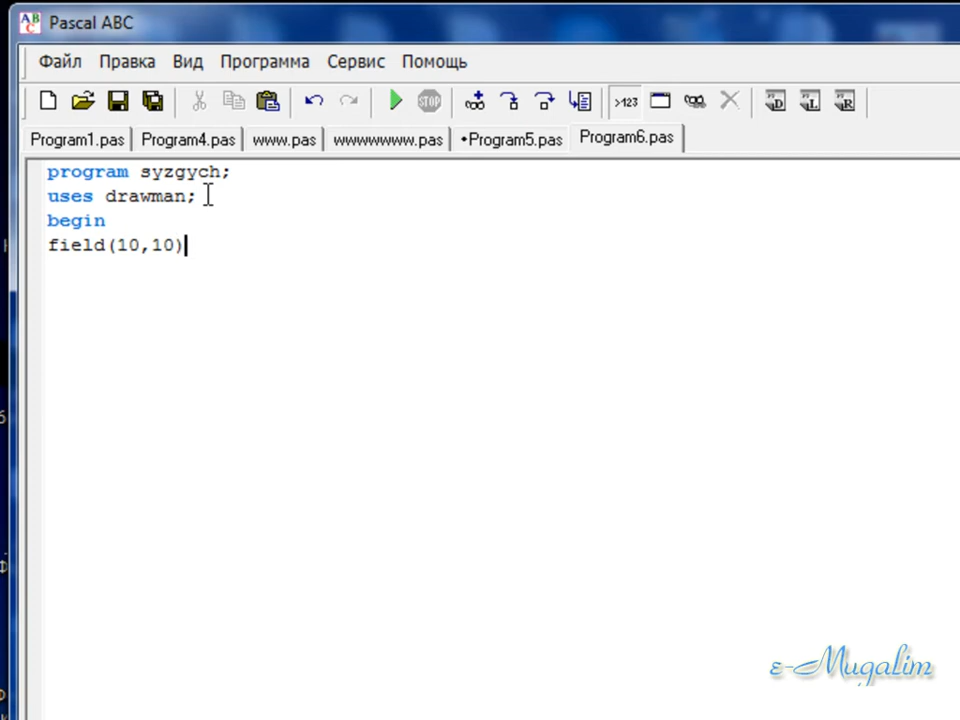 Pascal ABC
Файл Правка Вид Программа Сервис Помощь
STOP >123 D L R
Program1.pas Program4.pas www.pas wwwwwwww.pas •Program5.pas Program6.pas
program syzgych;
uses drawman;
begin
field(10,10)
e-Mugalim